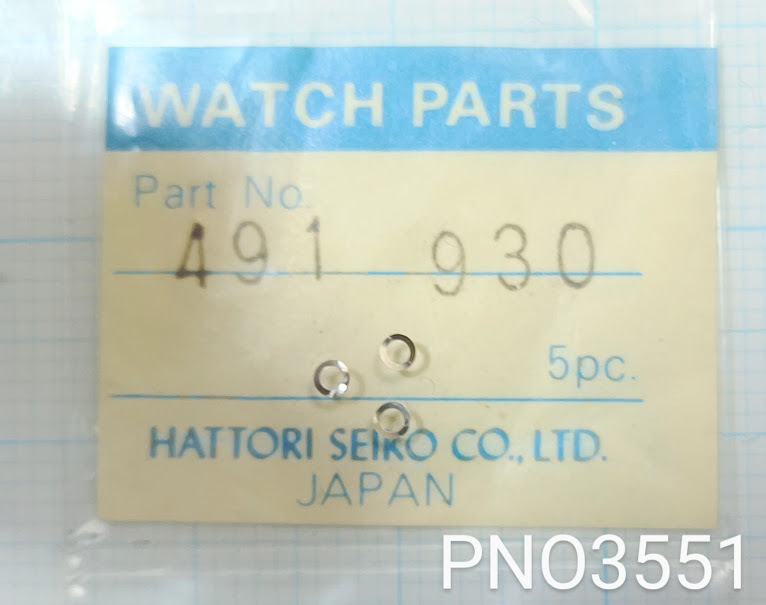 WATCH PARTS
Part No.
491 930
5pc.
HATTORI SEIKO CO., LTD.
JAPAN
PNO3551